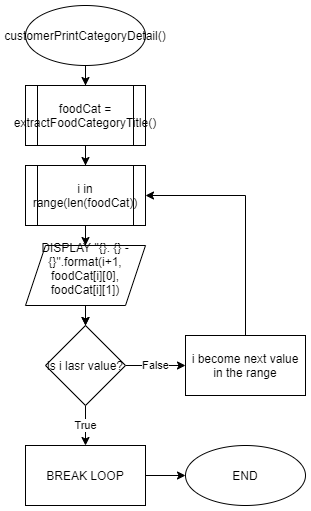 customerPrintCategoryDetail()
foodCat =
extractFoodCategoryTitle()
i in
range(len(foodCat))
DISPLAY "{}. {} -
{}".format(i+1,
foodCat[i][0],
foodCat[i][1])
Is i lasr value?
False
i become next value
in the range
True
BREAK LOOP
END